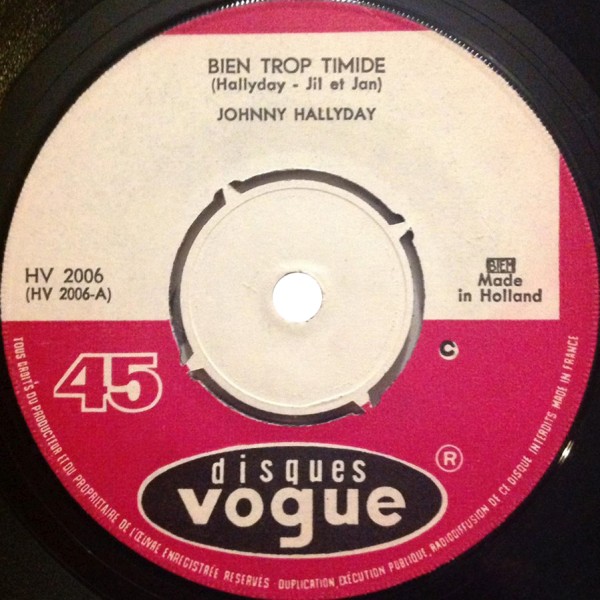 BIEN TROP TIMIDE
(Hallyday - Jil et Jan)
JOHNNY HALLYDAY
HV 2006
(HV 2006-A)
BIEM
Made
in Holland
45
C
disques
vogue
®
TOUS DROITS DU PRODUCTEUR ET DU PROPRIETAIRE DE L'ŒUVRE ENREGISTRÉE RESERVES - DUPLICATION, EXÉCUTION PUBLIQUE, RADIODIFFUSION DE CE DISQUE INTERDITS MADE IN FRANCE